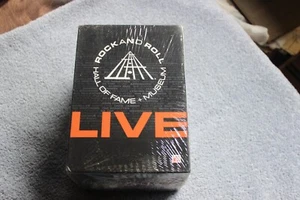 ROCK AND ROLL
HALL OF FAME + MUSEUM
LIVE